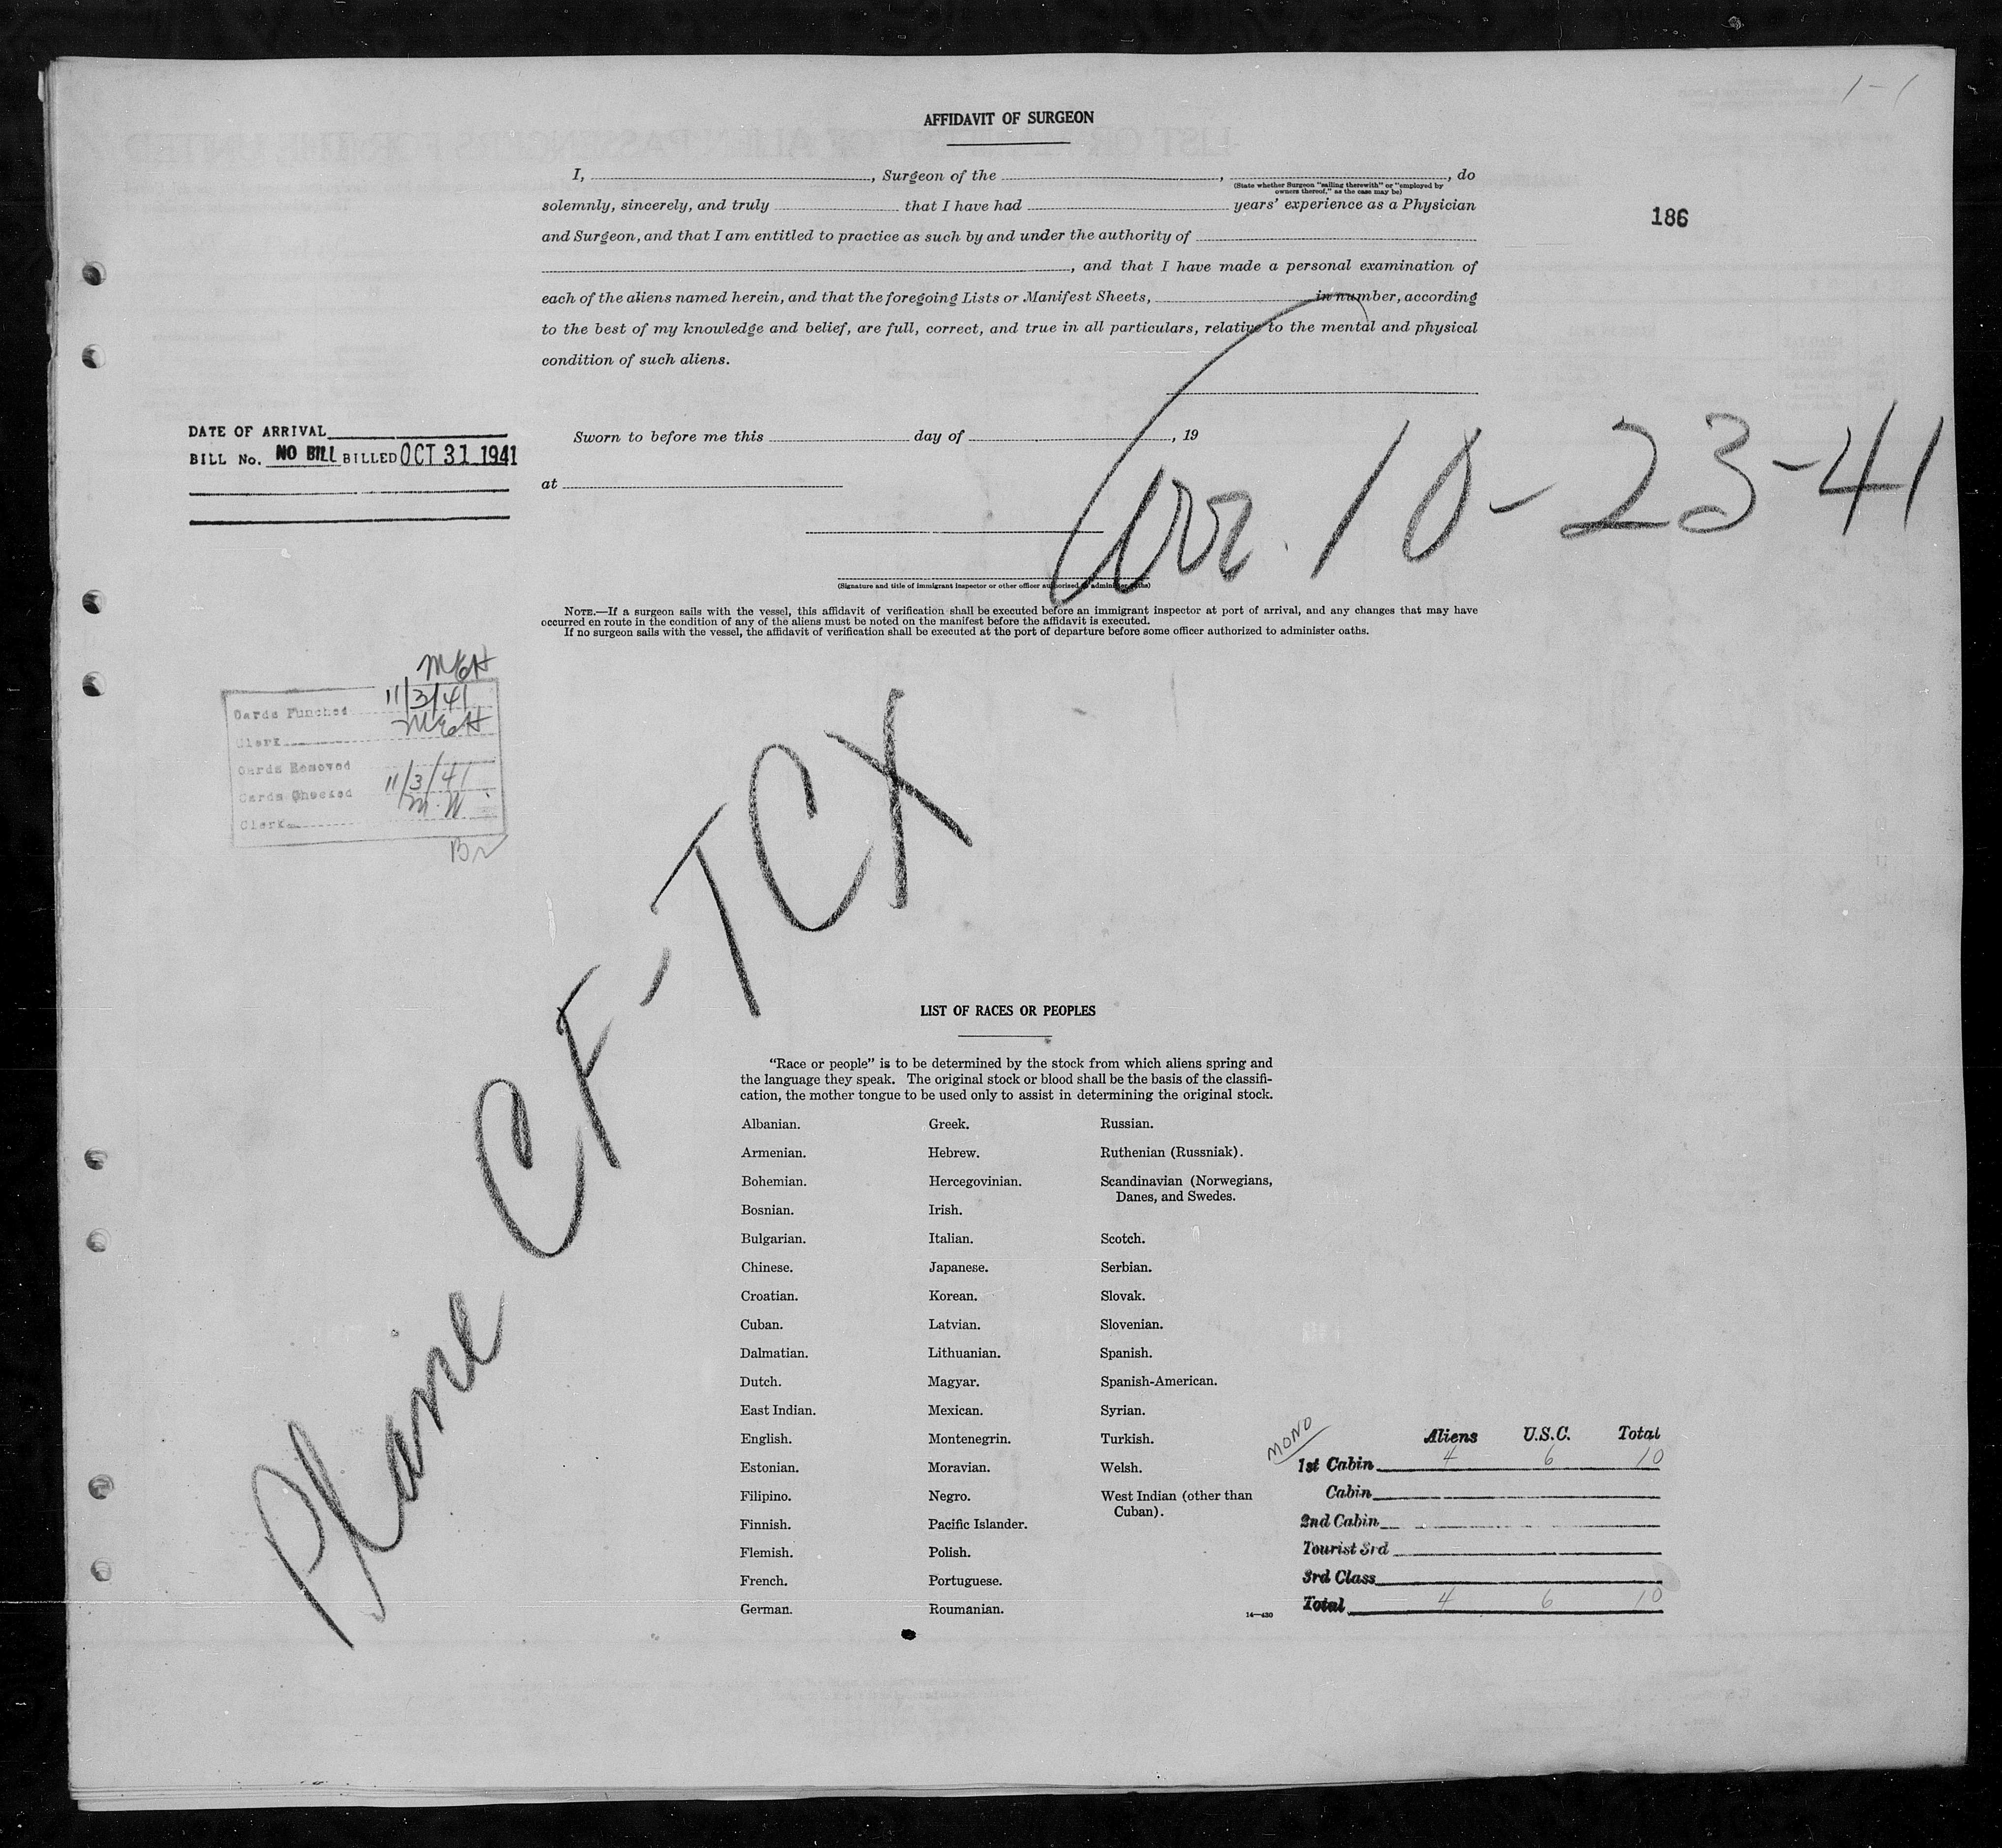 1-1
AFFIDAVIT OF SURGEON
I, , Surgeon of the , , do
(State whether Surgeon "sailing therewith" or "employed by
owners thereof," as the case may be)
solemnly, sincerely, and truly that I have had years' experience as a Physician
186
and Surgeon, and that I am entitled to practice as such by and under the authority of
, and that I have made a personal examination of
each of the aliens named herein, and that the foregoing Lists or Manifest Sheets, in number, according
to the best of my knowledge and belief, are full, correct, and true in all particulars, relative to the mental and physical
condition of such aliens.
DATE OF ARRIVAL
BILL No. NO BILL BILLED OCT 31 1941
Sworn to before me this day of , 19
at
Arr. 10-23-41
(Signature and title of immigrant inspector or other officer authorized to administer oaths)
NOTE.—If a surgeon sails with the vessel, this affidavit of verification shall be executed before an immigrant inspector at port of arrival, and any changes that may have
occurred en route in the condition of any of the aliens must be noted on the manifest before the affidavit is executed.
If no surgeon sails with the vessel, the affidavit of verification shall be executed at the port of departure before some officer authorized to administer oaths.
MEH
Cards Punched 11/3/41
Clerk MEH
Cards Removed
Cards Checked 11/3/41
Clerk M.W.
Plane CF-TCX
LIST OF RACES OR PEOPLES
"Race or people" is to be determined by the stock from which aliens spring and
the language they speak. The original stock or blood shall be the basis of the classifi-
cation, the mother tongue to be used only to assist in determining the original stock.
Albanian.
Armenian.
Bohemian.
Bosnian.
Bulgarian.
Chinese.
Croatian.
Cuban.
Dalmatian.
Dutch.
East Indian.
English.
Estonian.
Filipino.
Finnish.
Flemish.
French.
German.
Greek.
Hebrew.
Hercegovinian.
Irish.
Italian.
Japanese.
Korean.
Latvian.
Lithuanian.
Magyar.
Mexican.
Montenegrin.
Moravian.
Negro.
Pacific Islander.
Polish.
Portuguese.
Roumanian.
Russian.
Ruthenian (Russniak).
Scandinavian (Norwegians,
Danes, and Swedes.
Scotch.
Serbian.
Slovak.
Slovenian.
Spanish.
Spanish-American.
Syrian.
Turkish.
Welsh.
West Indian (other than
Cuban).
14—430
MONO
Aliens U.S.C. Total
1st Cabin 4 6 10
Cabin
2nd Cabin
Tourist 3rd
3rd Class
Total 4 6 10